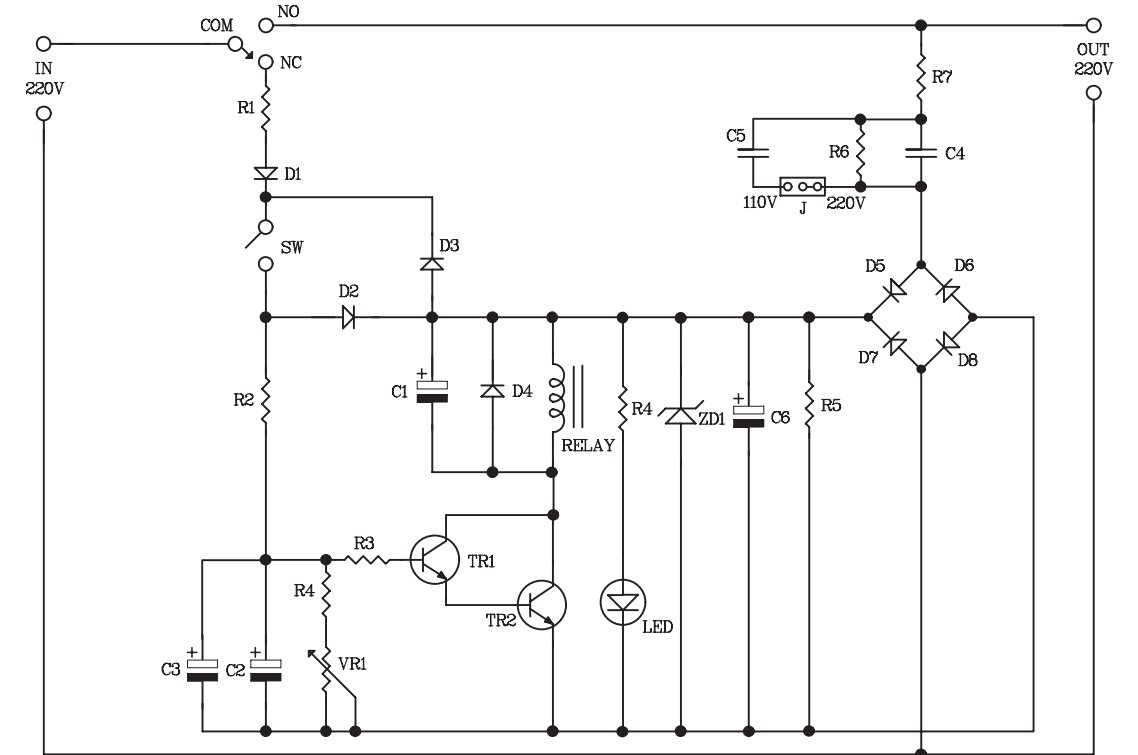 NO
COM
NC
IN
220V
OUT
220V
R7
R1
C5
R6
C4
D1
110V
J
220V
SW
D3
D5
D6
D2
D7
D8
R2
C1
+
D4
R4
ZD1
+
C6
R5
RELAY
R3
TR1
R4
TR2
LED
+
C3
+
C2
VR1